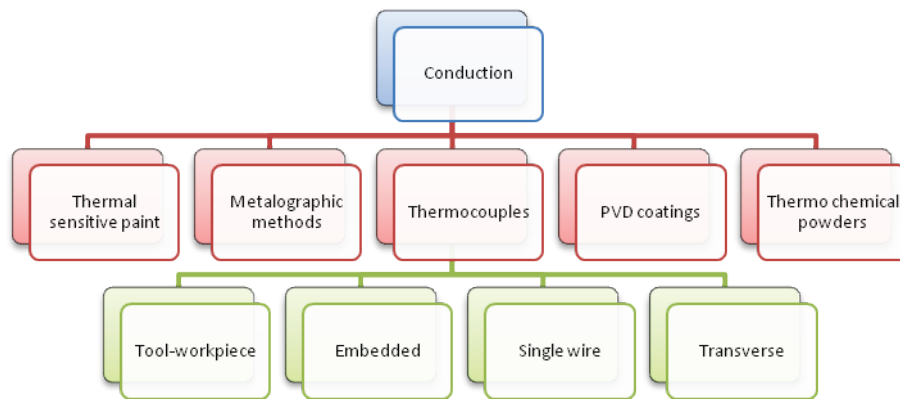 Conduction
Thermal
sensitive paint
Metalographic
methods
Thermocouples
PVD coatings
Thermo chemical
powders
Tool-workpiece
Embedded
Single wire
Transverse